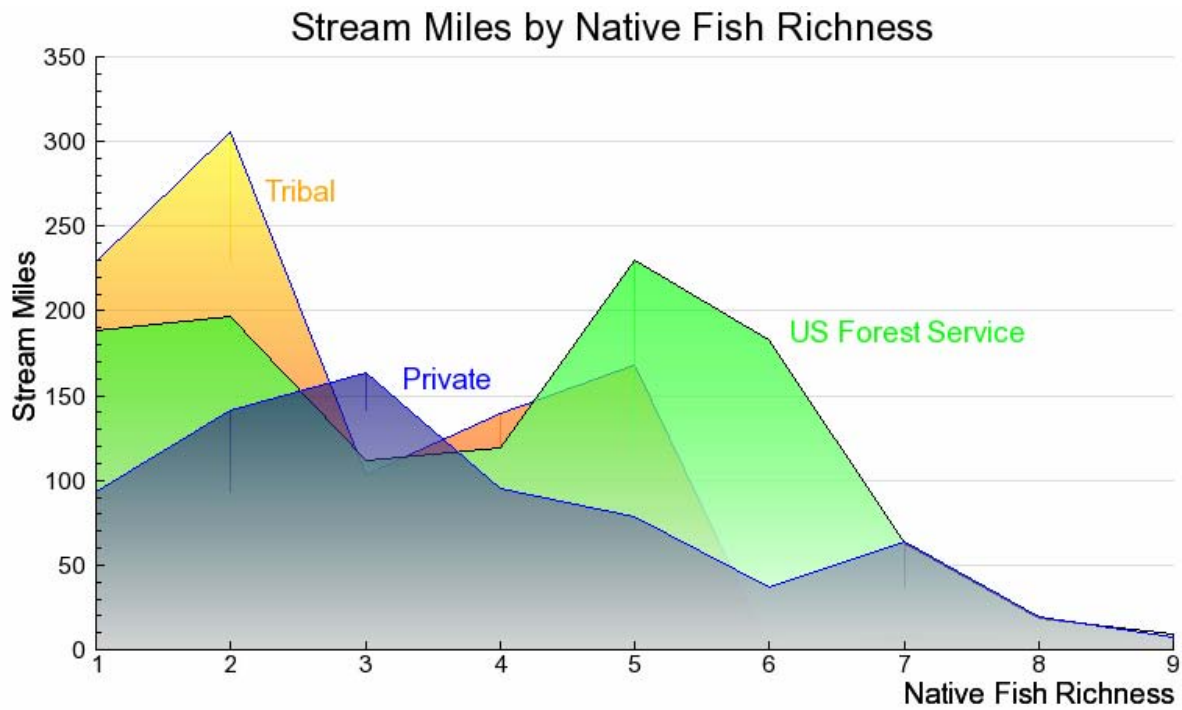 Stream Miles by Native Fish Richness
350
300
250
200
150
100
50
0
Stream Miles
Tribal
Private
US Forest Service
1 2 3 4 5 6 7 8 9
Native Fish Richness